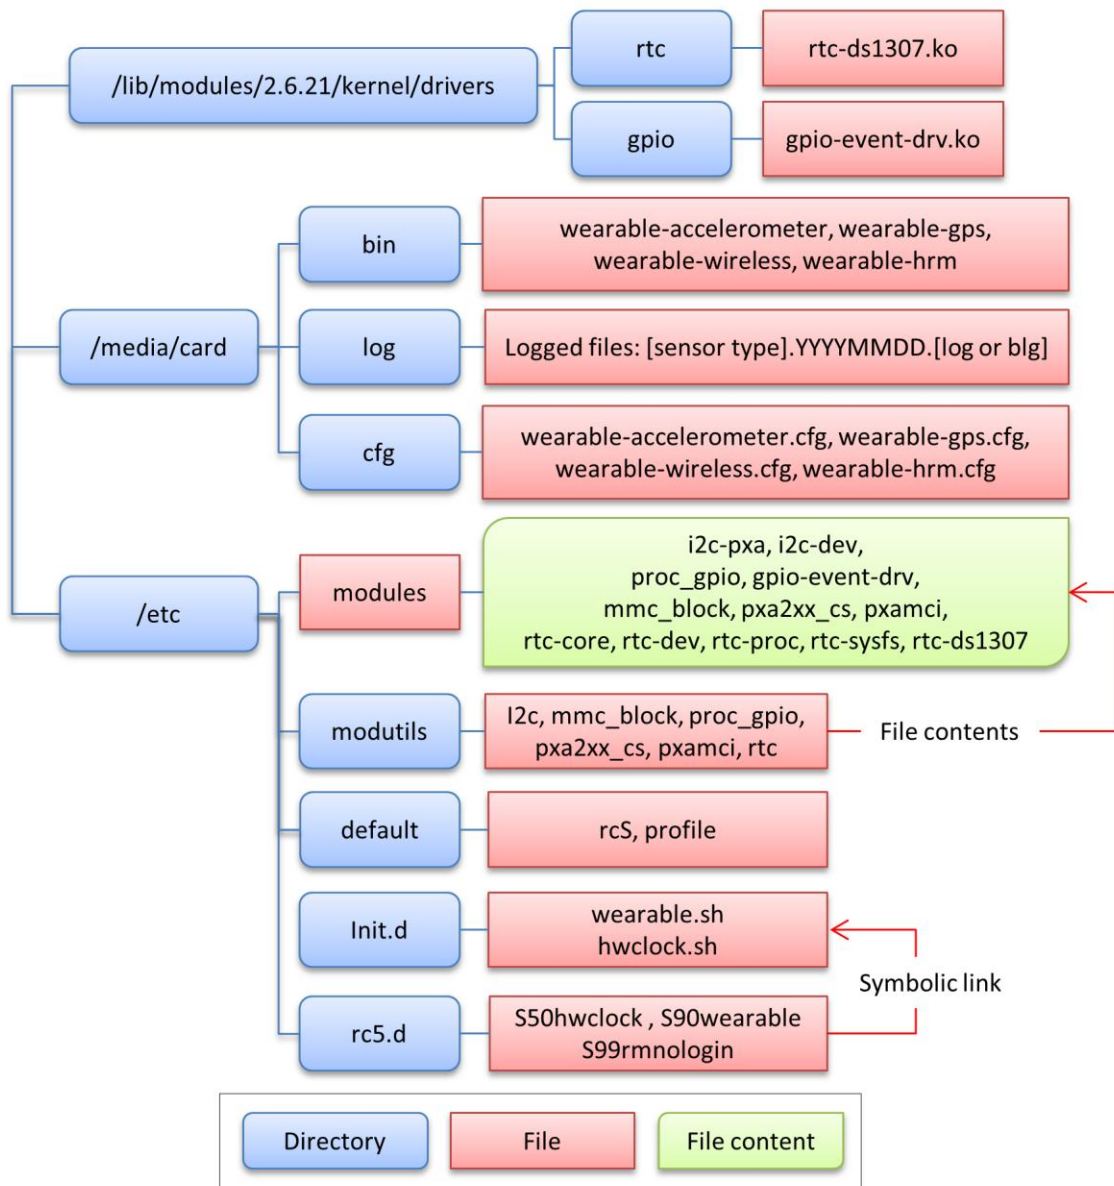 /lib/modules/2.6.21/kernel/drivers
rtc
rtc-ds1307.ko
gpio
gpio-event-drv.ko
/media/card
bin
wearable-accelerometer, wearable-gps,
wearable-wireless, wearable-hrm
log
Logged files: [sensor type].YYYYMMDD.[log or blg]
cfg
wearable-accelerometer.cfg, wearable-gps.cfg,
wearable-wireless.cfg, wearable-hrm.cfg
/etc
modules
i2c-pxa, i2c-dev,
proc_gpio, gpio-event-drv,
mmc_block, pxa2xx_cs, pxamci,
rtc-core, rtc-dev, rtc-proc, rtc-sysfs, rtc-ds1307
modutils
I2c, mmc_block, proc_gpio,
pxa2xx_cs, pxamci, rtc
File contents
default
rcS, profile
Init.d
wearable.sh
hwclock.sh
Symbolic link
rc5.d
S50hwclock , S90wearable
S99rmnologin
Directory
File
File content